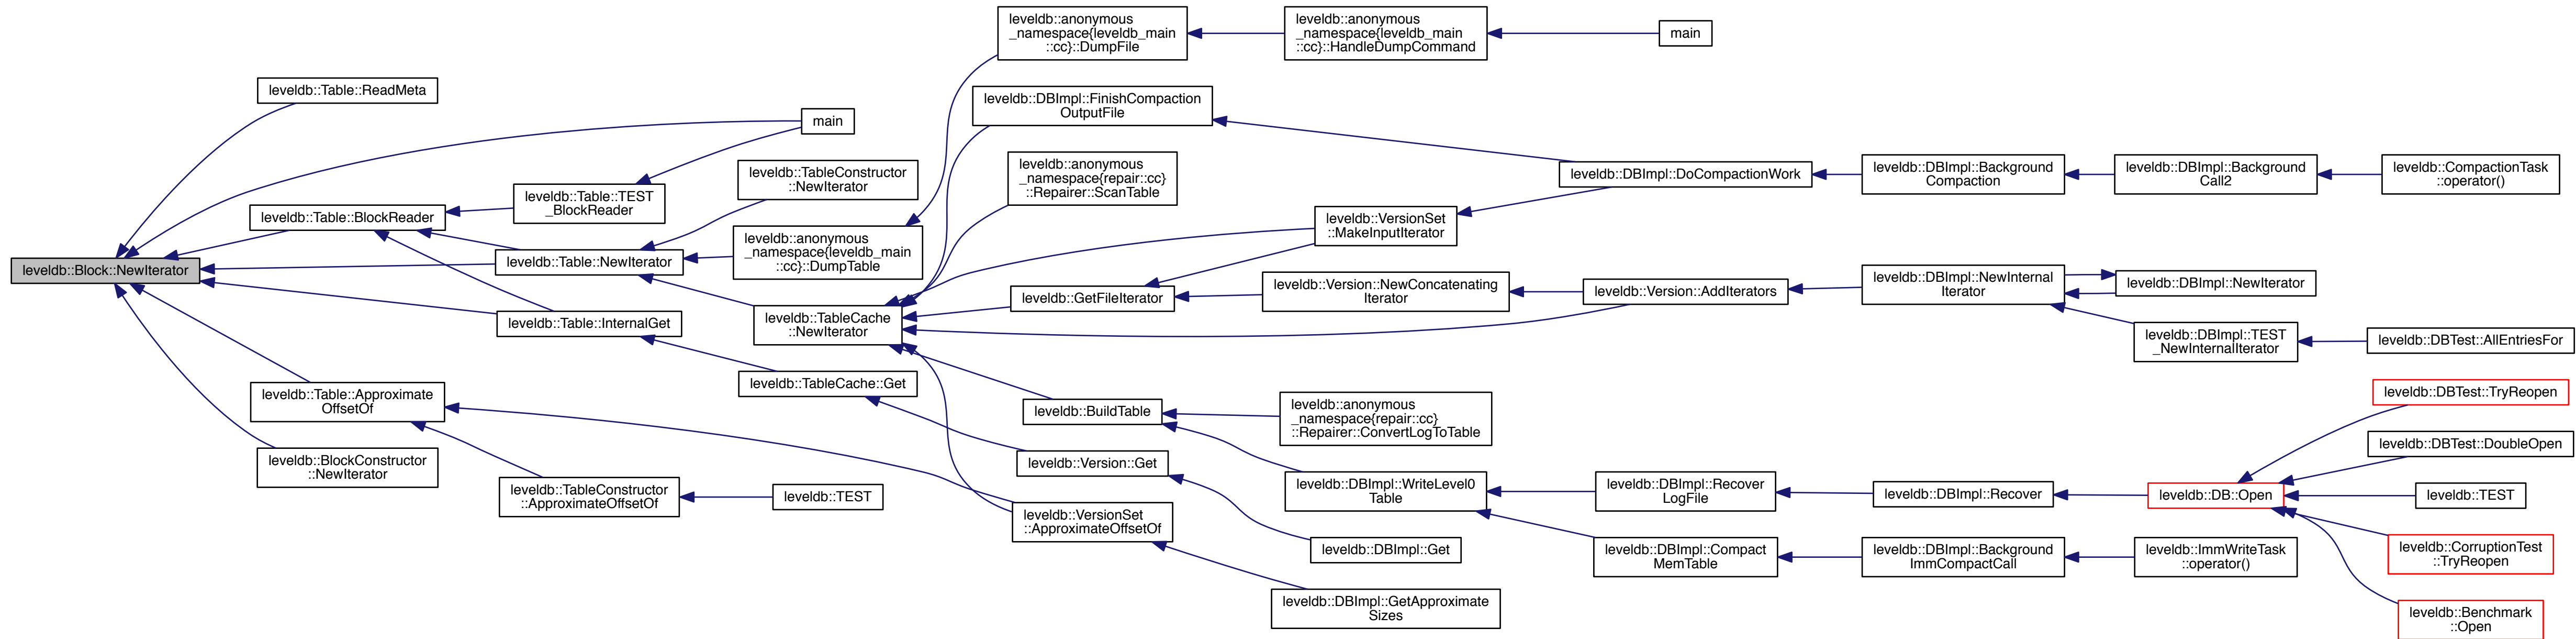 leveldb::Block::NewIterator
leveldb::Table::ReadMeta
main
leveldb::Table::BlockReader
leveldb::Table::TEST
_BlockReader
leveldb::TableConstructor
::NewIterator
leveldb::Table::NewIterator
leveldb::anonymous
_namespace{leveldb_main
::cc}::DumpTable
leveldb::anonymous
_namespace{leveldb_main
::cc}::DumpFile
leveldb::anonymous
_namespace{leveldb_main
::cc}::HandleDumpCommand
main
leveldb::TableCache
::NewIterator
leveldb::DBImpl::FinishCompaction
OutputFile
leveldb::anonymous
_namespace{repair::cc}
::Repairer::ScanTable
leveldb::VersionSet
::MakeInputIterator
leveldb::DBImpl::DoCompactionWork
leveldb::DBImpl::Background
Compaction
leveldb::DBImpl::Background
Call2
leveldb::CompactionTask
::operator()
leveldb::GetFileIterator
leveldb::Version::NewConcatenating
Iterator
leveldb::Version::AddIterators
leveldb::DBImpl::NewInternal
Iterator
leveldb::DBImpl::NewIterator
leveldb::DBImpl::TEST
_NewInternalIterator
leveldb::DBTest::AllEntriesFor
leveldb::Table::InternalGet
leveldb::TableCache::Get
leveldb::Version::Get
leveldb::DBImpl::Get
leveldb::BuildTable
leveldb::anonymous
_namespace{repair::cc}
::Repairer::ConvertLogToTable
leveldb::DBImpl::WriteLevel0
Table
leveldb::DBImpl::Recover
LogFile
leveldb::DBImpl::Recover
leveldb::DB::Open
leveldb::DBTest::TryReopen
leveldb::DBTest::DoubleOpen
leveldb::TEST
leveldb::CorruptionTest
::TryReopen
leveldb::Benchmark
::Open
leveldb::DBImpl::Compact
MemTable
leveldb::DBImpl::Background
ImmCompactCall
leveldb::ImmWriteTask
::operator()
leveldb::Table::Approximate
OffsetOf
leveldb::BlockConstructor
::NewIterator
leveldb::TableConstructor
::ApproximateOffsetOf
leveldb::TEST
leveldb::VersionSet
::ApproximateOffsetOf
leveldb::DBImpl::GetApproximate
Sizes